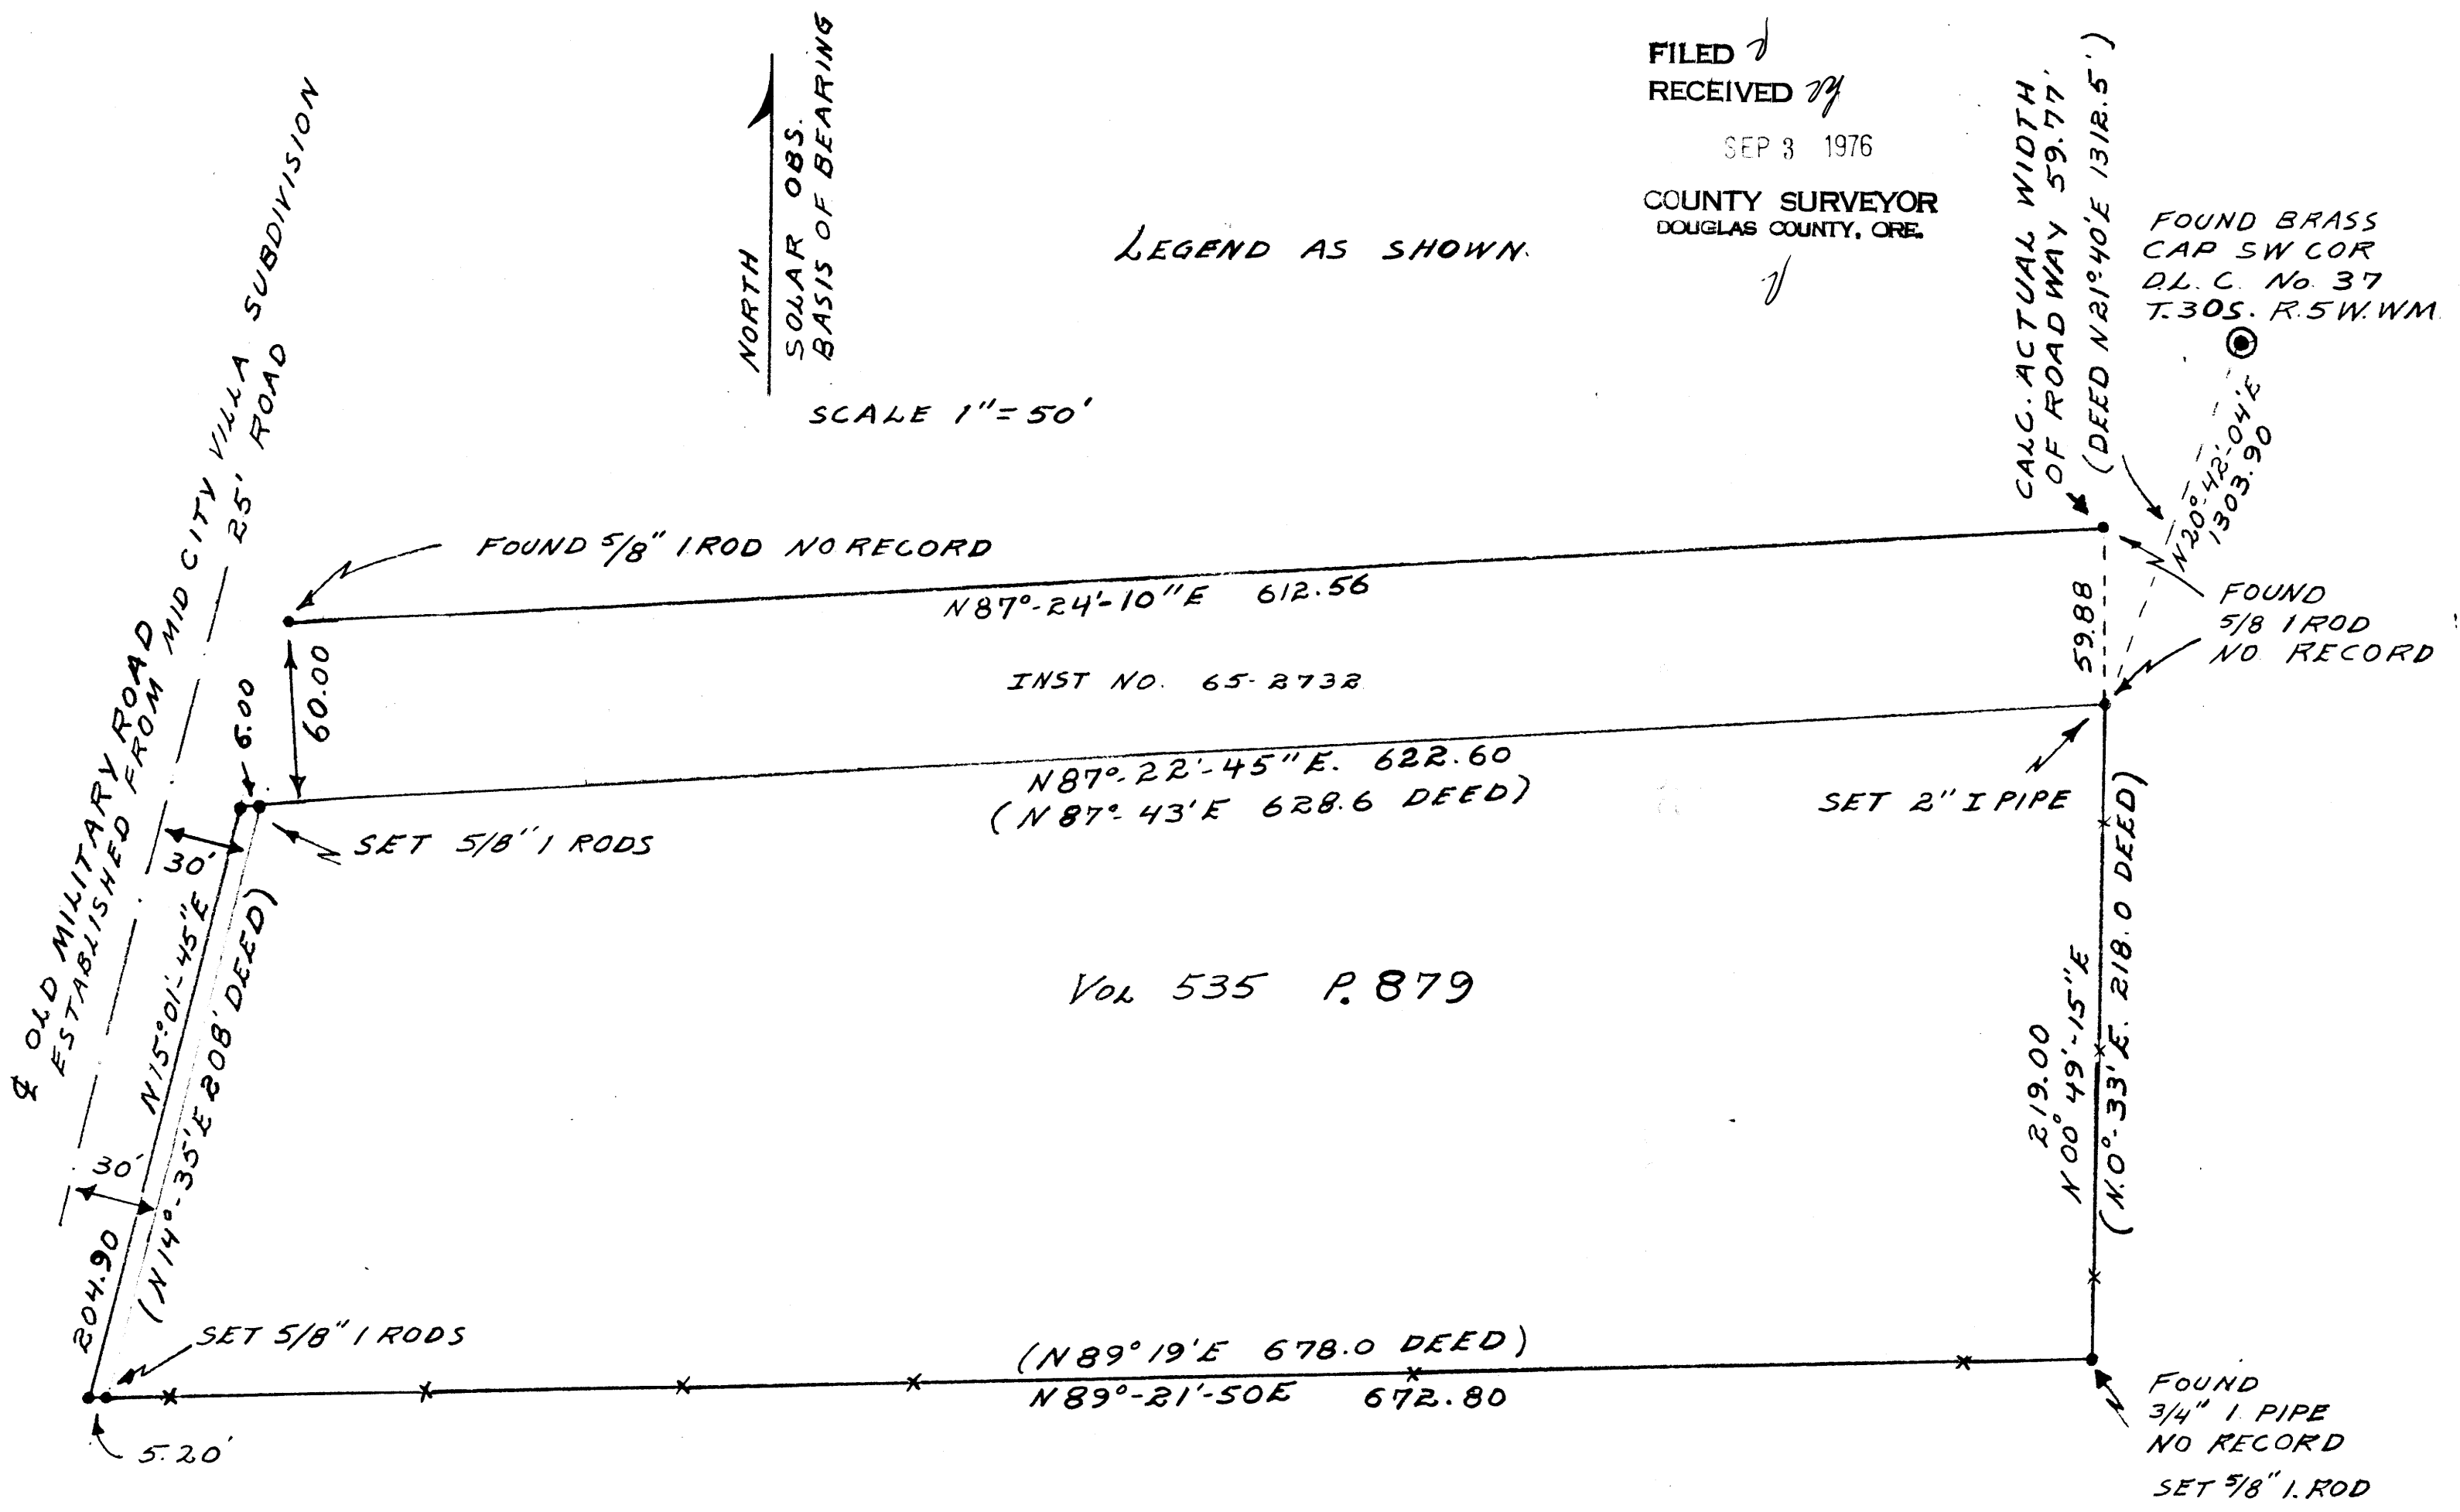 FILED
RECEIVED
SEP 3 1976
COUNTY SURVEYOR
DOUGLAS COUNTY, ORE.
NORTH
SOLAR OBS.
BASIS OF BEARING
LEGEND AS SHOWN.
SCALE 1"=50'
CALC. ACTUAL WIDTH
OF ROADWAY 59.77'
(DEED N21°40'E 1312.5')
FOUND BRASS
CAP SW COR
D.L.C. No. 37
T.30S. R.5W.WM.
N20°-42'-04'E
1303.90
MID CITY VILLA SUBDIVISION
25' ROAD
℄ OLD MILITARY ROAD
ESTABLISHED FROM
FOUND 5/8" I ROD NO RECORD
N87°-24'-10"E 612.56
59.88
FOUND
5/8 I ROD
NO RECORD
60.00
6.00
INST NO. 65-2732
N87°-22'-45"E. 622.60
(N87°-43'E 628.6 DEED)
SET 2" I PIPE
SET 5/8" I RODS
30'
N15°-01'-45"E
204.90
(N14°-35'E 208' DEED)
30'
VOL 535 P. 879
219.00
N00°49'-15"E
(N.0°-33'E. 218.0 DEED)
SET 5/8" I RODS
(N89°19'E 678.0 DEED)
N89°-21'-50E 672.80
5.20'
FOUND
3/4" I. PIPE
NO RECORD
SET 5/8" I. ROD